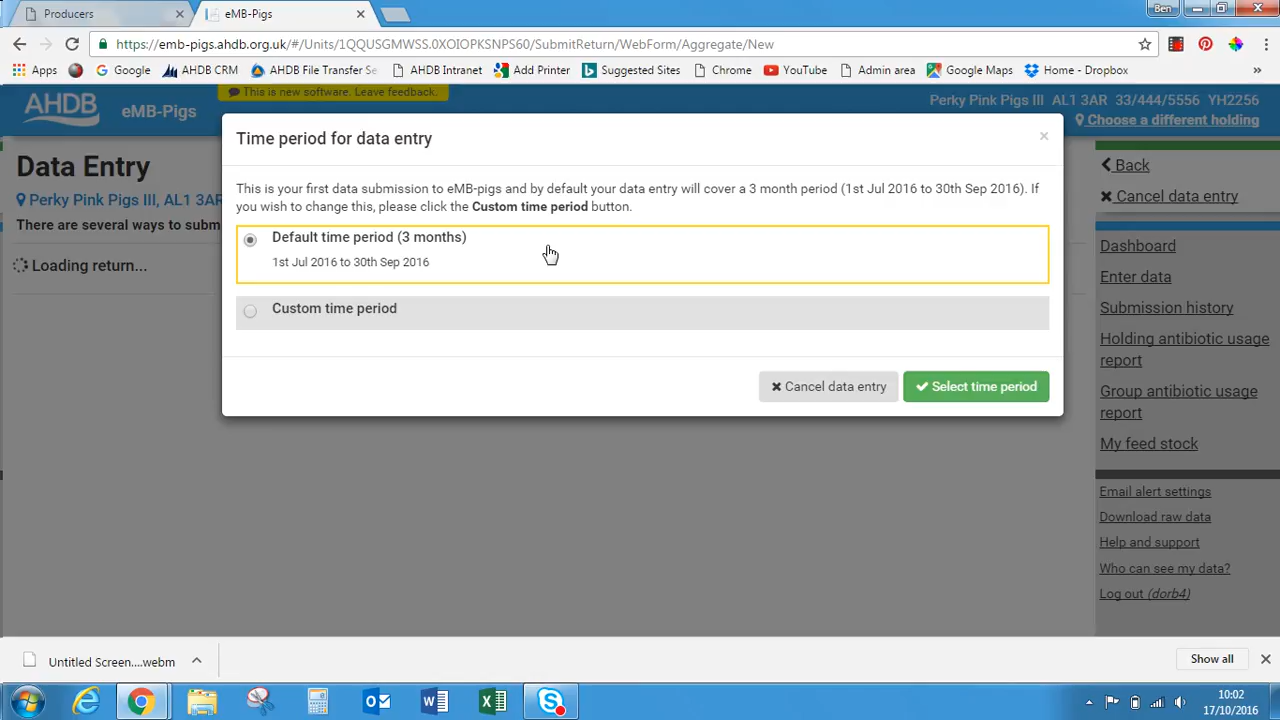 Producers
eMB-Pigs
Ben
https://emb-pigs.ahdb.org.uk/#/Units/1QQUSGMWSS.0XOIOPKSNPS60/SubmitReturn/WebForm/Aggregate/New
Apps Google AHDB CRM AHDB File Transfer Se AHDB Intranet Add Printer Suggested Sites Chrome YouTube Admin area Google Maps Home - Dropbox »
AHDB eMB-Pigs
This is new software. Leave feedback.
Perky Pink Pigs III AL1 3AR 33/444/5556 YH2256
Choose a different holding
Data Entry
Perky Pink Pigs III, AL1 3AR
There are several ways to subm
Loading return...
Time period for data entry ×
This is your first data submission to eMB-pigs and by default your data entry will cover a 3 month period (1st Jul 2016 to 30th Sep 2016). If
you wish to change this, please click the Custom time period button.
Default time period (3 months)
1st Jul 2016 to 30th Sep 2016
Custom time period
Cancel data entry
Select time period
Back
Cancel data entry
Dashboard
Enter data
Submission history
Holding antibiotic usage
report
Group antibiotic usage
report
My feed stock
Email alert settings
Download raw data
Help and support
Who can see my data?
Log out (dorb4)
Untitled Screen....webm
Show all
10:02
17/10/2016